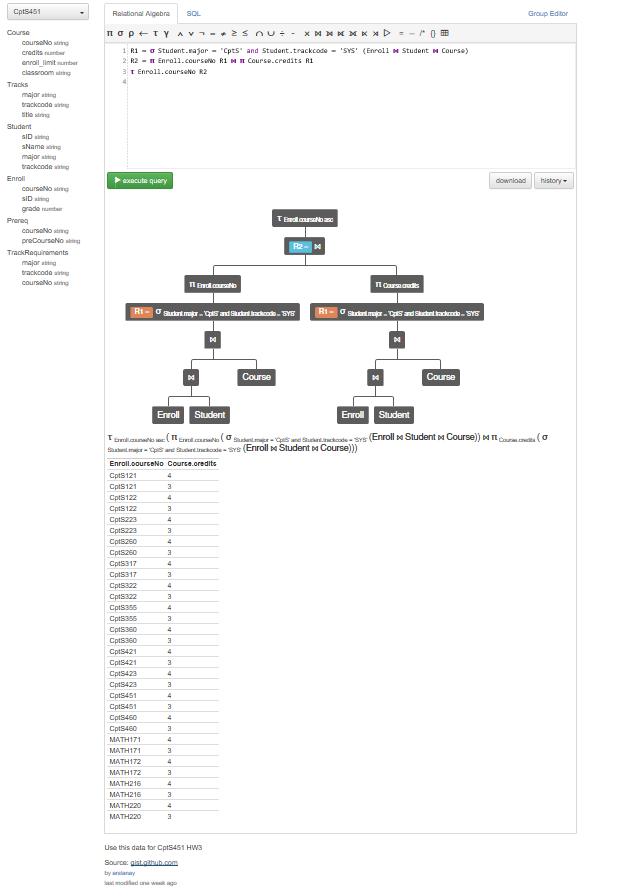 CptS451
Relational Algebra SQL Group Editor
Course
courseNo string
credits number
enroll_limit number
classroom string
Tracks
major string
trackcode string
title string
Student
sID string
sName string
major string
trackcode string
Enroll
courseNo string
sID string
grade number
Prereq
courseNo string
preCourseNo string
TrackRequirements
major string
trackcode string
courseNo string
π σ ρ ← τ γ ∧ ∨ ¬ = ≠ ≥ ≤ ∩ ∪ ÷ - ⨯ ⨝ ⟕ ⟖ ⟗ ⋉ ⋊ ▷ = -- /* {}
1 R1 = σ Student.major = 'CptS' and Student.trackcode = 'SYS' (Enroll ⨝ Student ⨝ Course)
2 R2 = π Enroll.courseNo R1 ⨝ π Course.credits R1
3 τ Enroll.courseNo R2
4
execute query download history
τ Enroll.courseNo asc
R2 = ⨝
π Enroll.courseNo π Course.credits
R1 = σ Student.major = 'CptS' and Student.trackcode = 'SYS' R1 = σ Student.major = 'CptS' and Student.trackcode = 'SYS'
⨝ ⨝
⨝ Course ⨝ Course
Enroll Student Enroll Student
τ Enroll.courseNo asc ( π Enroll.courseNo ( σ Student.major = 'CptS' and Student.trackcode = 'SYS' (Enroll ⨝ Student ⨝ Course)) ⨝ π Course.credits ( σ
Student.major = 'CptS' and Student.trackcode = 'SYS' (Enroll ⨝ Student ⨝ Course)))
Enroll.courseNo Course.credits
CptS121 4
CptS121 3
CptS122 4
CptS122 3
CptS223 4
CptS223 3
CptS260 4
CptS260 3
CptS317 4
CptS317 3
CptS322 4
CptS322 3
CptS355 4
CptS355 3
CptS360 4
CptS360 3
CptS421 4
CptS421 3
CptS423 4
CptS423 3
CptS451 4
CptS451 3
CptS460 4
CptS460 3
MATH171 4
MATH171 3
MATH172 4
MATH172 3
MATH216 4
MATH216 3
MATH220 4
MATH220 3
Use this data for CptS451 HW3
Source: gist.github.com
by arslanay
last modified one week ago